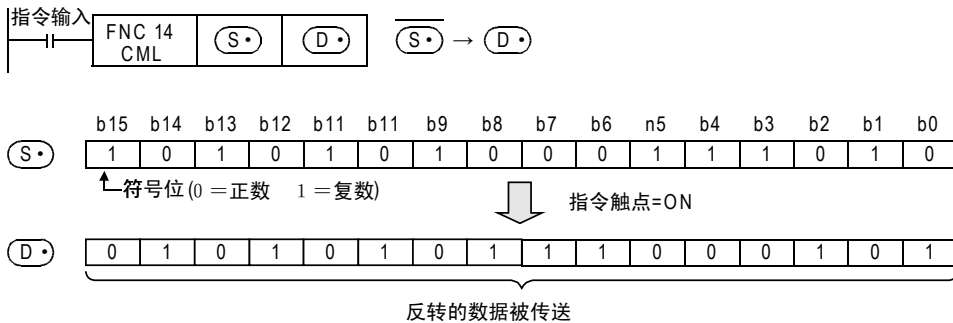 指令输入
FNC 14
CML
S· D· S· → D·
b15 b14 b13 b12 b11 b11 b9 b8 b7 b6 n5 b4 b3 b2 b1 b0
S· 1 0 1 0 1 0 1 0 0 0 1 1 1 0 1 0
符号位(0 =正数 1 =复数)
指令触点=ON
D· 0 1 0 1 0 1 0 1 1 1 0 0 0 1 0 1
反转的数据被传送